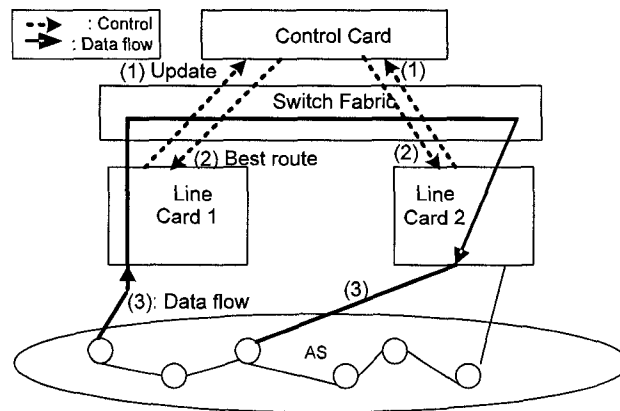 : Control
: Data flow
Control Card
(1) Update
(1)
Switch Fabric
(2) Best route
(2)
Line
Card 1
Line
Card 2
(3): Data flow
(3)
AS